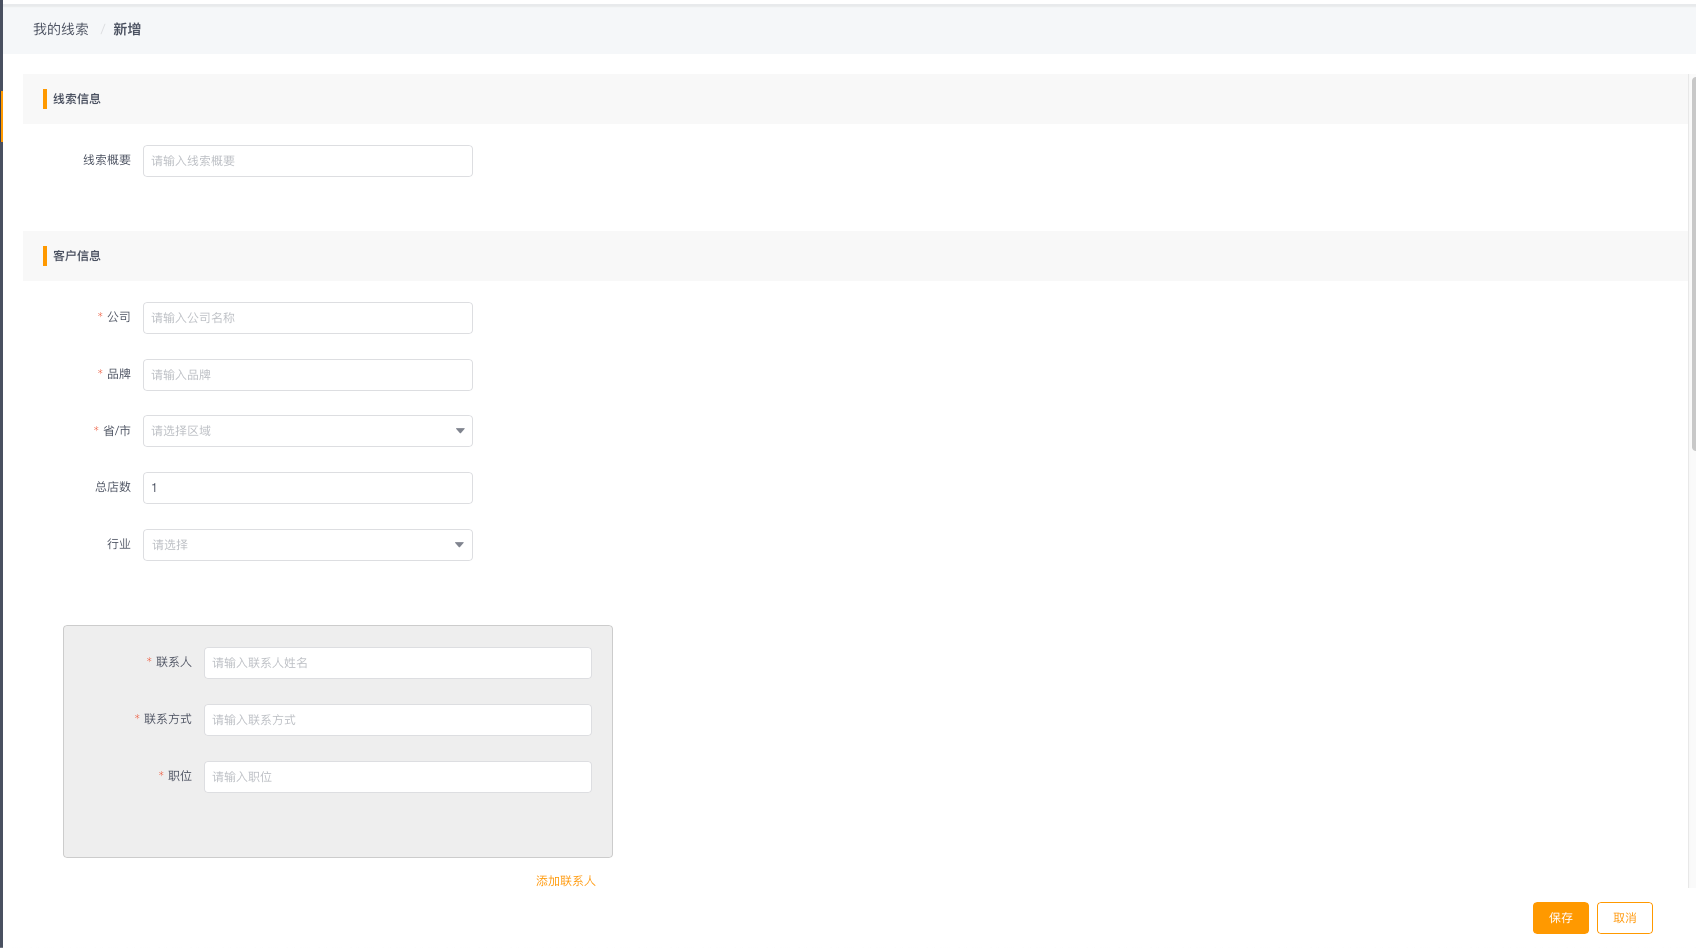 我的线索 / 新增
线索信息
线索概要 请输入线索概要
客户信息
* 公司 请输入公司名称
* 品牌 请输入品牌
* 省/市 请选择区域
总店数 1
行业 请选择
* 联系人 请输入联系人姓名
* 联系方式 请输入联系方式
* 职位 请输入职位
添加联系人
保存 取消